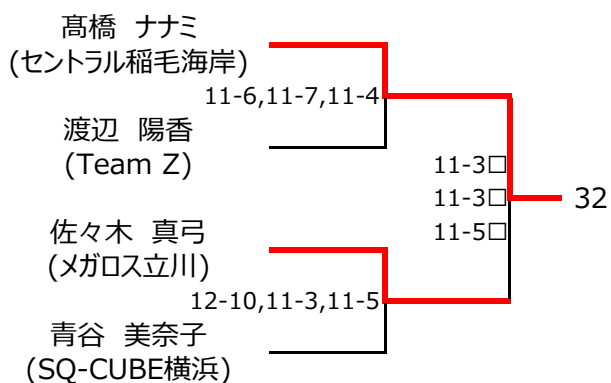 髙橋 ナナミ
(セントラル稲毛海岸)
11-6,11-7,11-4
渡辺 陽香
(Team Z)
11-3□
11-3□
11-5□
32
佐々木 真弓
(メガロス立川)
12-10,11-3,11-5
青谷 美奈子
(SQ-CUBE横浜)